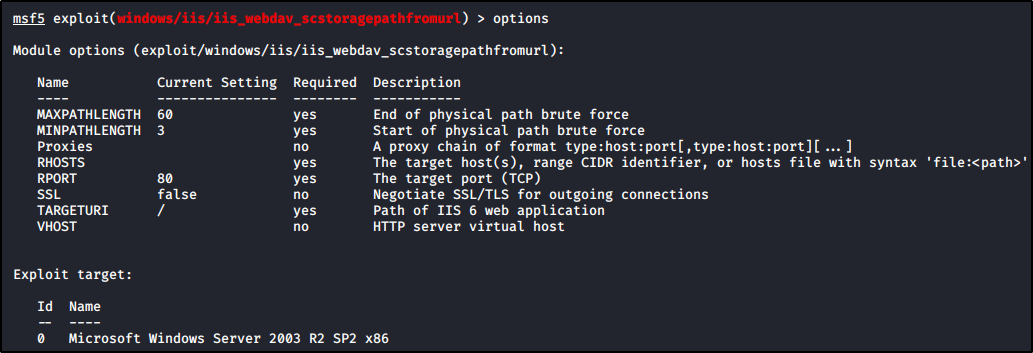 msf5 exploit(windows/iis/iis_webdav_scstoragepathfromurl) > options
Module options (exploit/windows/iis/iis_webdav_scstoragepathfromurl):
Name Current Setting Required Description
---- --------------- -------- -----------
MAXPATHLENGTH 60 yes End of physical path brute force
MINPATHLENGTH 3 yes Start of physical path brute force
Proxies no A proxy chain of format type:host:port[,type:host:port][...]
RHOSTS yes The target host(s), range CIDR identifier, or hosts file with syntax 'file:<path>'
RPORT 80 yes The target port (TCP)
SSL false no Negotiate SSL/TLS for outgoing connections
TARGETURI / yes Path of IIS 6 web application
VHOST no HTTP server virtual host
Exploit target:
Id Name
-- ----
0 Microsoft Windows Server 2003 R2 SP2 x86